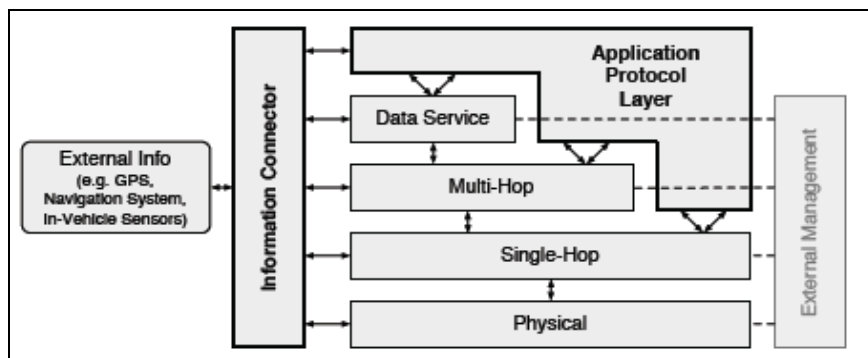 External Info
(e.g. GPS,
Navigation System,
In-Vehicle Sensors)
Information Connector
Application
Protocol
Layer
Data Service
Multi-Hop
Single-Hop
Physical
External Management